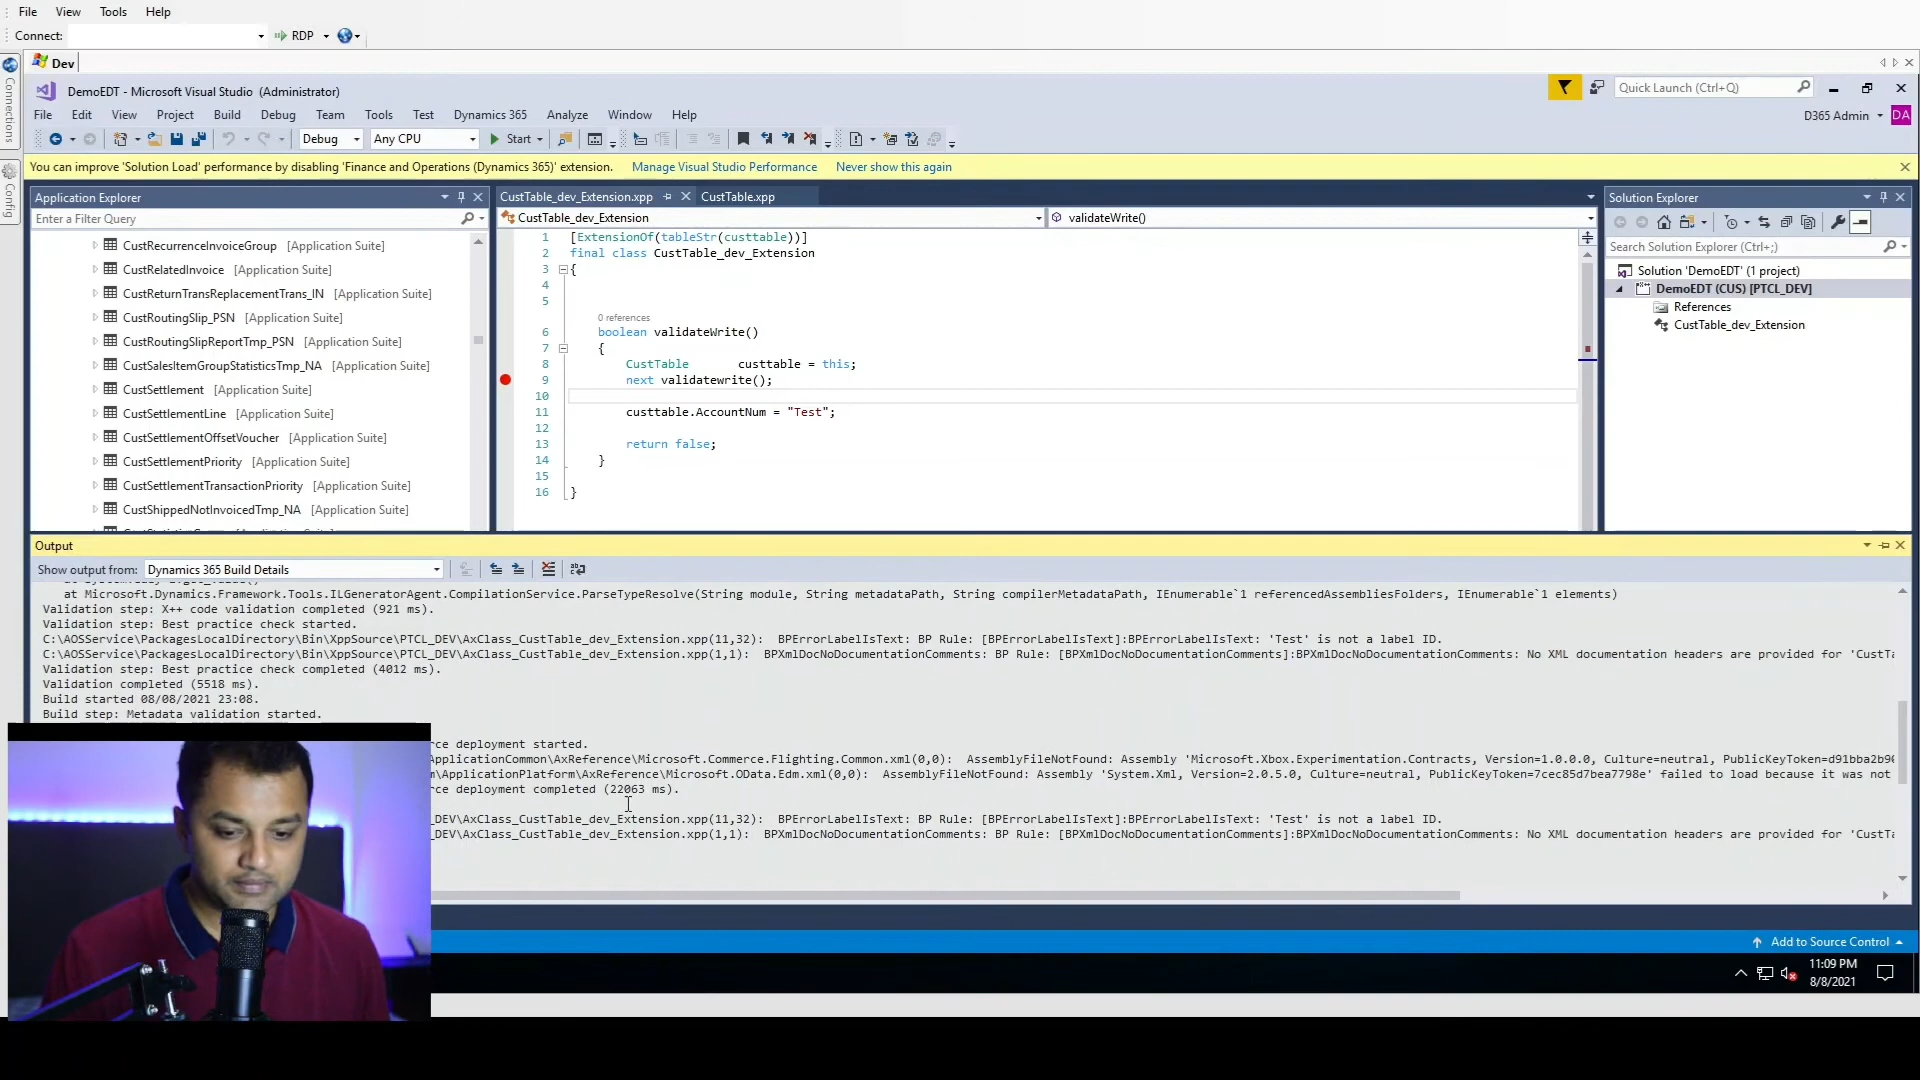 File View Tools Help
Connect: RDP
Dev
Connections
Config
DemoEDT - Microsoft Visual Studio (Administrator)
Quick Launch (Ctrl+Q)
File Edit View Project Build Debug Team Tools Test Dynamics 365 Analyze Window Help
D365 Admin DA
Debug Any CPU Start
You can improve 'Solution Load' performance by disabling 'Finance and Operations (Dynamics 365)' extension. Manage Visual Studio Performance Never show this again
Application Explorer
Enter a Filter Query
CustRecurrenceInvoiceGroup [Application Suite]
CustRelatedInvoice [Application Suite]
CustReturnTransReplacementTrans_IN [Application Suite]
CustRoutingSlip_PSN [Application Suite]
CustRoutingSlipReportTmp_PSN [Application Suite]
CustSalesItemGroupStatisticsTmp_NA [Application Suite]
CustSettlement [Application Suite]
CustSettlementLine [Application Suite]
CustSettlementOffsetVoucher [Application Suite]
CustSettlementPriority [Application Suite]
CustSettlementTransactionPriority [Application Suite]
CustShippedNotInvoicedTmp_NA [Application Suite]
CustTable_dev_Extension.xpp CustTable.xpp
CustTable_dev_Extension validateWrite()
1 [ExtensionOf(tableStr(custtable))]
2 final class CustTable_dev_Extension
3 {
4
5
0 references
6 boolean validateWrite()
7 {
8 CustTable custtable = this;
9 next validatewrite();
10
11 custtable.AccountNum = "Test";
12
13 return false;
14 }
15
16 }
Solution Explorer
Search Solution Explorer (Ctrl+;)
Solution 'DemoEDT' (1 project)
DemoEDT (CUS) [PTCL_DEV]
References
CustTable_dev_Extension
Output
Show output from: Dynamics 365 Build Details
at Microsoft.Dynamics.Framework.Tools.ILGeneratorAgent.CompilationService.ParseTypeResolve(String module, String metadataPath, String compilerMetadataPath, IEnumerable`1 referencedAssembliesFolders, IEnumerable`1 elements)
Validation step: X++ code validation completed (921 ms).
Validation step: Best practice check started.
C:\AOSService\PackagesLocalDirectory\Bin\XppSource\PTCL_DEV\AxClass_CustTable_dev_Extension.xpp(11,32): BPErrorLabelIsText: BP Rule: [BPErrorLabelIsText]:BPErrorLabelIsText: 'Test' is not a label ID.
C:\AOSService\PackagesLocalDirectory\Bin\XppSource\PTCL_DEV\AxClass_CustTable_dev_Extension.xpp(1,1): BPXmlDocNoDocumentationComments: BP Rule: [BPXmlDocNoDocumentationComments]:BPXmlDocNoDocumentationComments: No XML documentation headers are provided for 'CustTa
Validation step: Best practice check completed (4012 ms).
Validation completed (5518 ms).
Build started 08/08/2021 23:08.
Build step: Metadata validation started.
rce deployment started.
pplicationCommon\AxReference\Microsoft.Commerce.Flighting.Common.xml(0,0): AssemblyFileNotFound: Assembly 'Microsoft.Xbox.Experimentation.Contracts, Version=1.0.0.0, Culture=neutral, PublicKeyToken=d91bba2b90
m\ApplicationPlatform\AxReference\Microsoft.OData.Edm.xml(0,0): AssemblyFileNotFound: Assembly 'System.Xml, Version=2.0.5.0, Culture=neutral, PublicKeyToken=7cec85d7bea7798e' failed to load because it was not
rce deployment completed (22063 ms).
_DEV\AxClass_CustTable_dev_Extension.xpp(11,32): BPErrorLabelIsText: BP Rule: [BPErrorLabelIsText]:BPErrorLabelIsText: 'Test' is not a label ID.
_DEV\AxClass_CustTable_dev_Extension.xpp(1,1): BPXmlDocNoDocumentationComments: BP Rule: [BPXmlDocNoDocumentationComments]:BPXmlDocNoDocumentationComments: No XML documentation headers are provided for 'CustTa
Add to Source Control
11:09 PM
8/8/2021